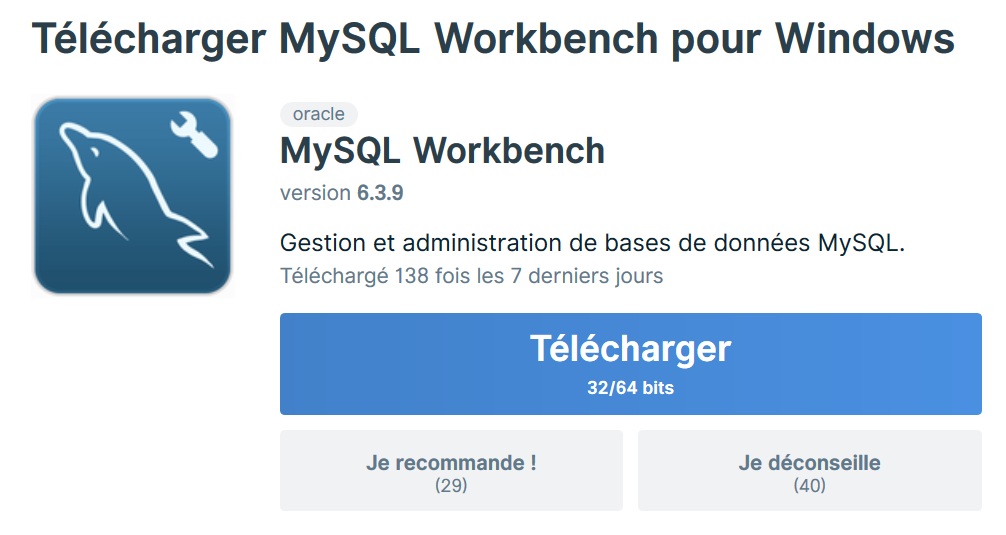 Télécharger MySQL Workbench pour Windows
oracle
MySQL Workbench
version 6.3.9
Gestion et administration de bases de données MySQL.
Téléchargé 138 fois les 7 derniers jours
Télécharger
32/64 bits
Je recommande !
(29)
Je déconseille
(40)